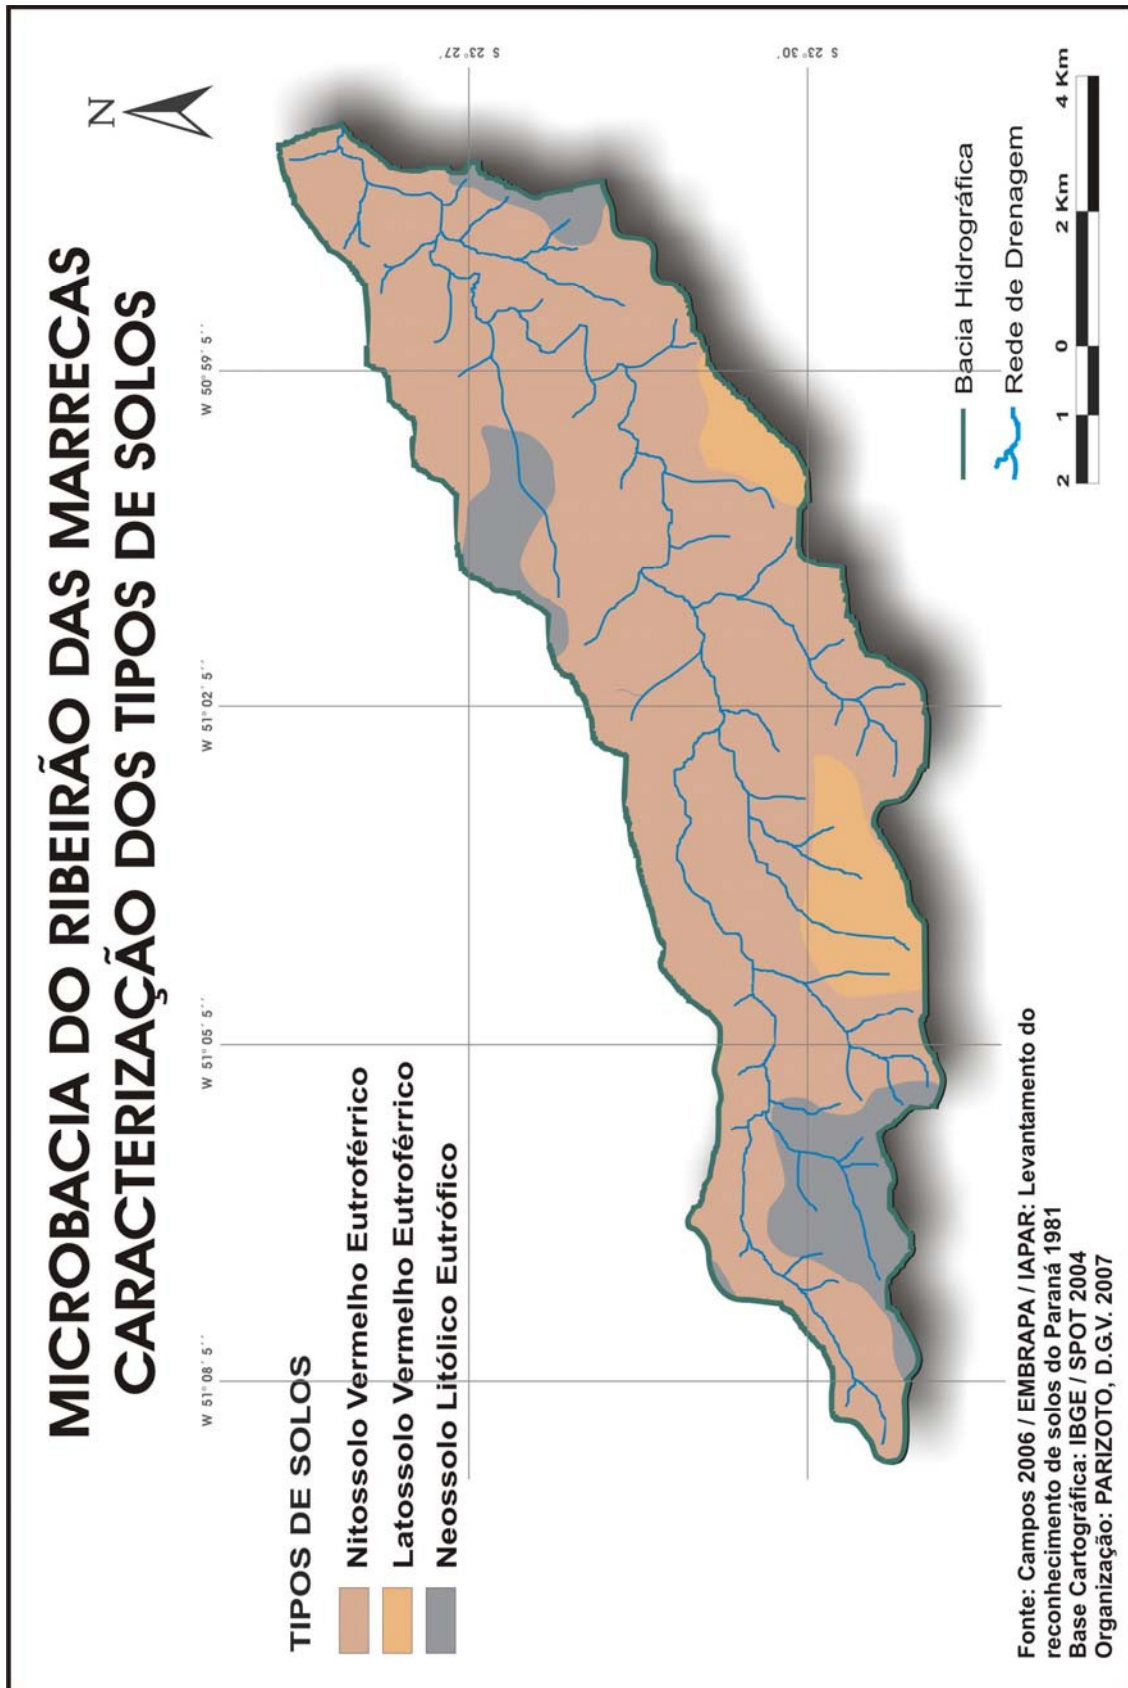 MICROBACIA DO RIBEIRÃO DAS MARRECAS
CARACTERIZAÇÃO DOS TIPOS DE SOLOS
N
W 51° 08´ 5´´
W 51° 05´ 5´´
W 51° 02´ 5´´
W 50° 59´ 5´´
S 23° 27´
S 23° 30´
TIPOS DE SOLOS
Nitossolo Vermelho Eutroférrico
Latossolo Vermelho Eutroférrico
Neossolo Litólico Eutrófico
Bacia Hidrográfica
Rede de Drenagem
2 1 0 2 Km 4 Km
Fonte: Campos 2006 / EMBRAPA / IAPAR: Levantamento do
reconhecimento de solos do Paraná 1981
Base Cartográfica: IBGE / SPOT 2004
Organização: PARIZOTO, D.G.V. 2007